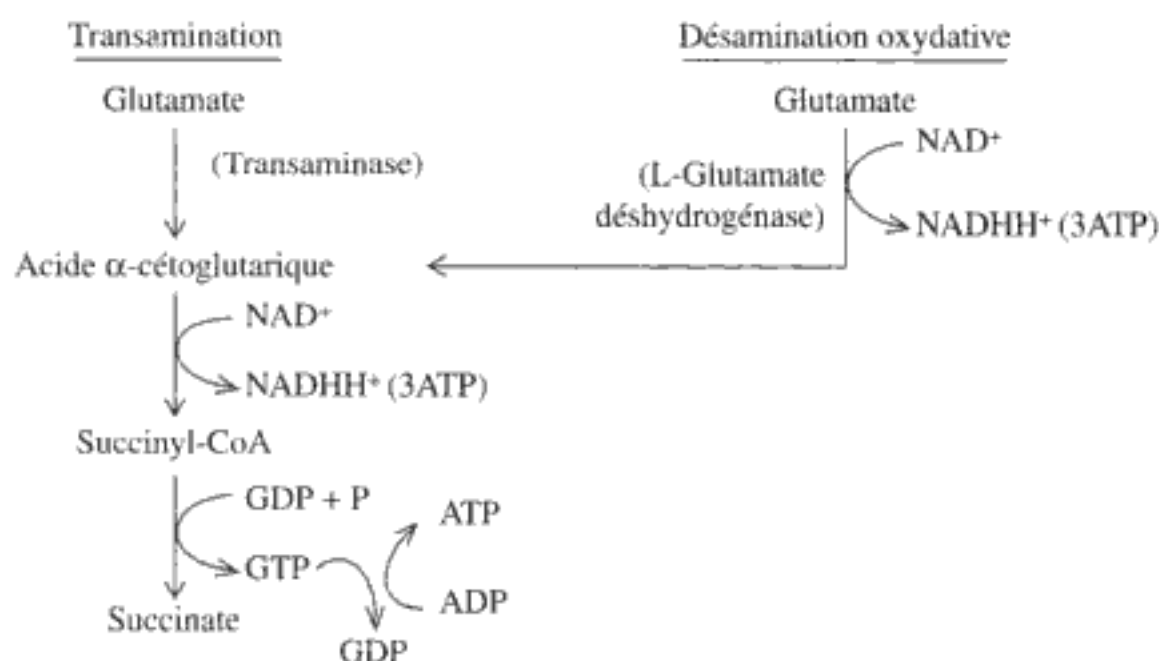 Transamination
Désamination oxydative
Glutamate
Glutamate
(Transaminase)
NAD⁺
(L-Glutamate
déshydrogénase)
NADHH⁺ (3ATP)
Acide α-cétoglutarique
NAD⁺
NADHH⁺ (3ATP)
Succinyl-CoA
GDP + P
ATP
GTP
ADP
Succinate
GDP